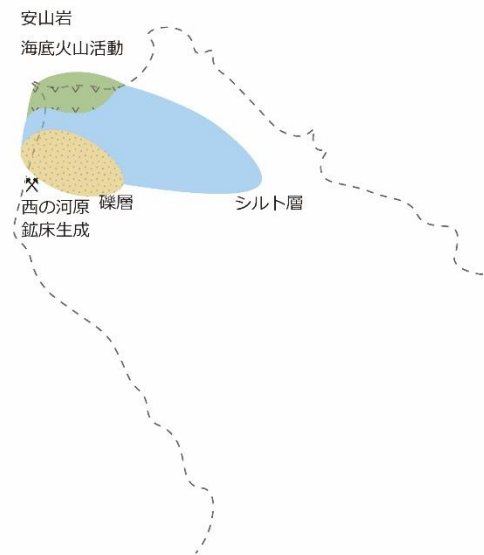 安山岩
海底火山活動
西の河原
鉱床生成
礫層
シルト層